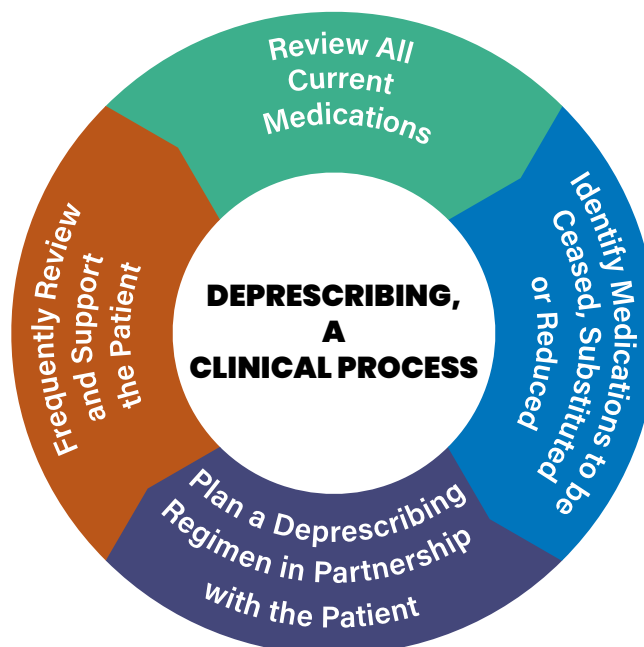 Review All
Current
Medications
Identify Medications to be
Ceased, Substituted
or Reduced
Plan a Deprescribing
Regimen in Partnership
with the Patient
Frequently Review
and Support
the Patient
DEPRESCRIBING,
A
CLINICAL PROCESS